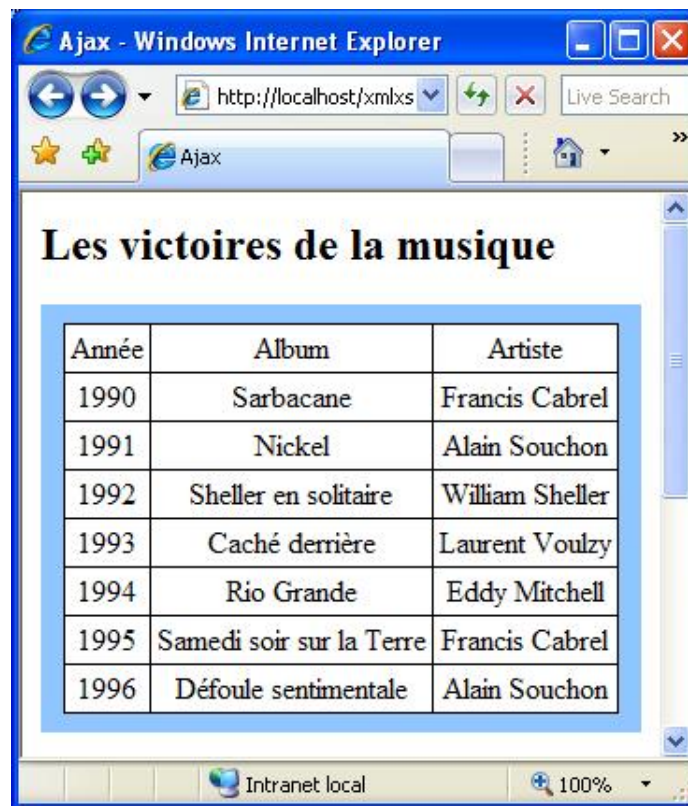 Ajax - Windows Internet Explorer
http://localhost/xmlxs
Live Search
Ajax
»
Les victoires de la musique
Année Album Artiste
1990 Sarbacane Francis Cabrel
1991 Nickel Alain Souchon
1992 Sheller en solitaire William Sheller
1993 Caché derrière Laurent Voulzy
1994 Rio Grande Eddy Mitchell
1995 Samedi soir sur la Terre Francis Cabrel
1996 Défoule sentimentale Alain Souchon
Intranet local 100%